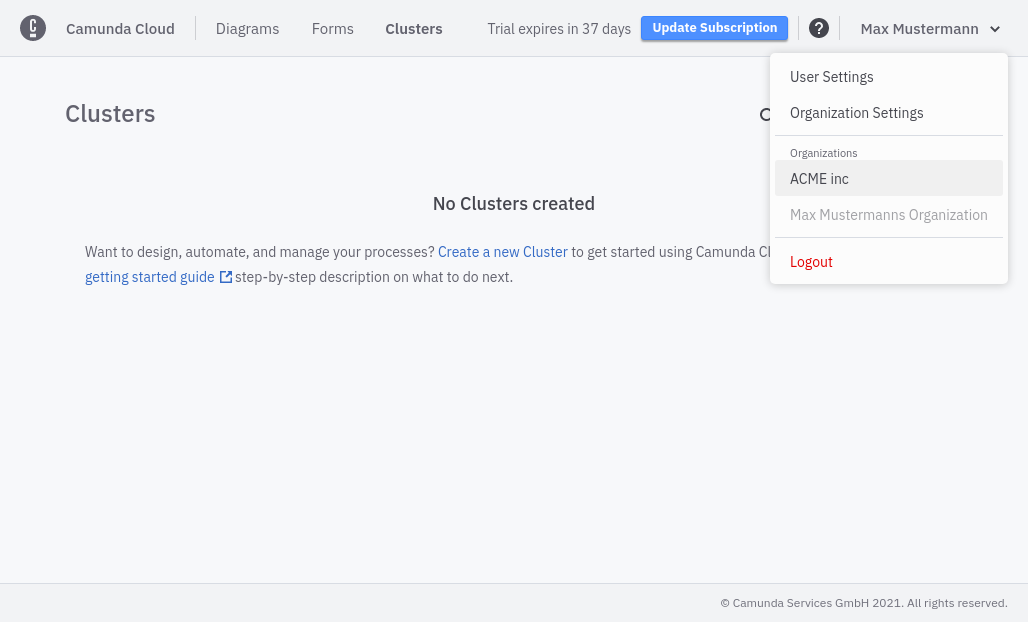 Camunda Cloud Diagrams Forms Clusters Trial expires in 37 days Update Subscription ? Max Mustermann
User Settings
Clusters
Organization Settings
Organizations
ACME inc
No Clusters created
Max Mustermanns Organization
Want to design, automate, and manage your processes? Create a new Cluster to get started using Camunda
Logout
getting started guide step-by-step description on what to do next.
© Camunda Services GmbH 2021. All rights reserved.